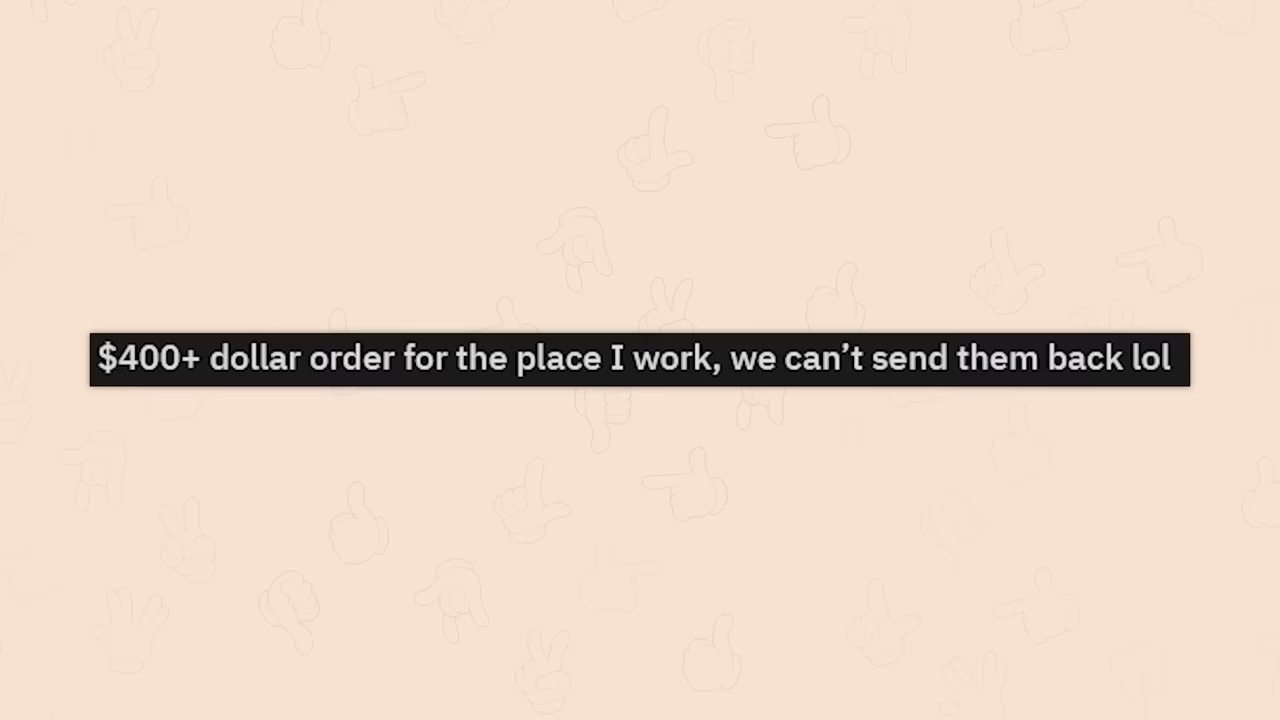 $400+ dollar order for the place I work, we can’t send them back lol